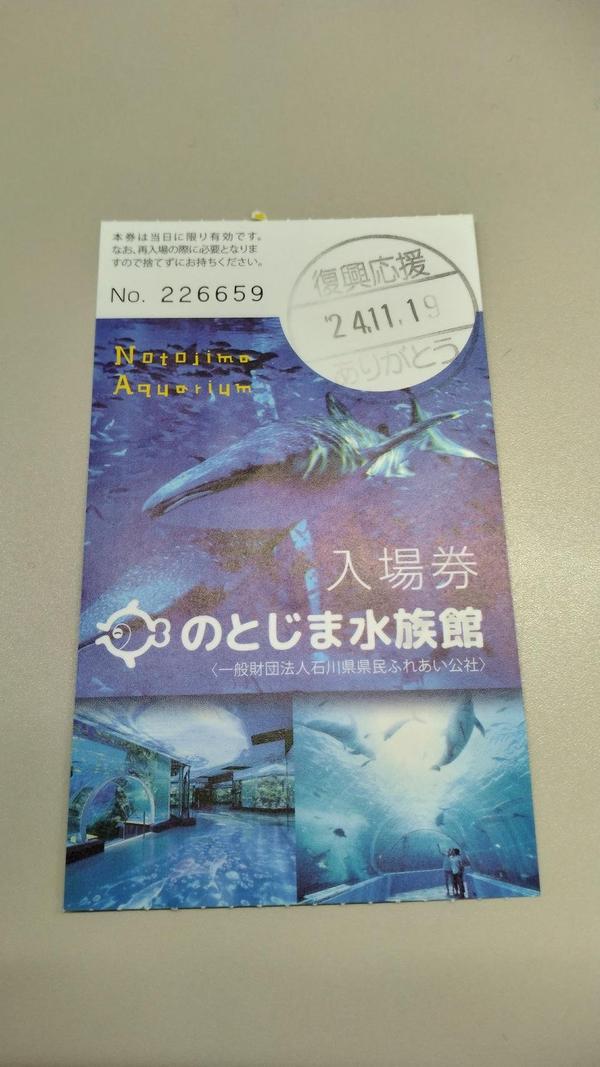 本券は当日に限り有効です。
なお、再入場の際に必要となりま
すので捨てずにお持ちください。
No. 226659
復興応援
'24.11.19
ありがとう
Notojima
Aquarium
入場券
のとじま水族館
〈一般財団法人石川県県民ふれあい公社〉